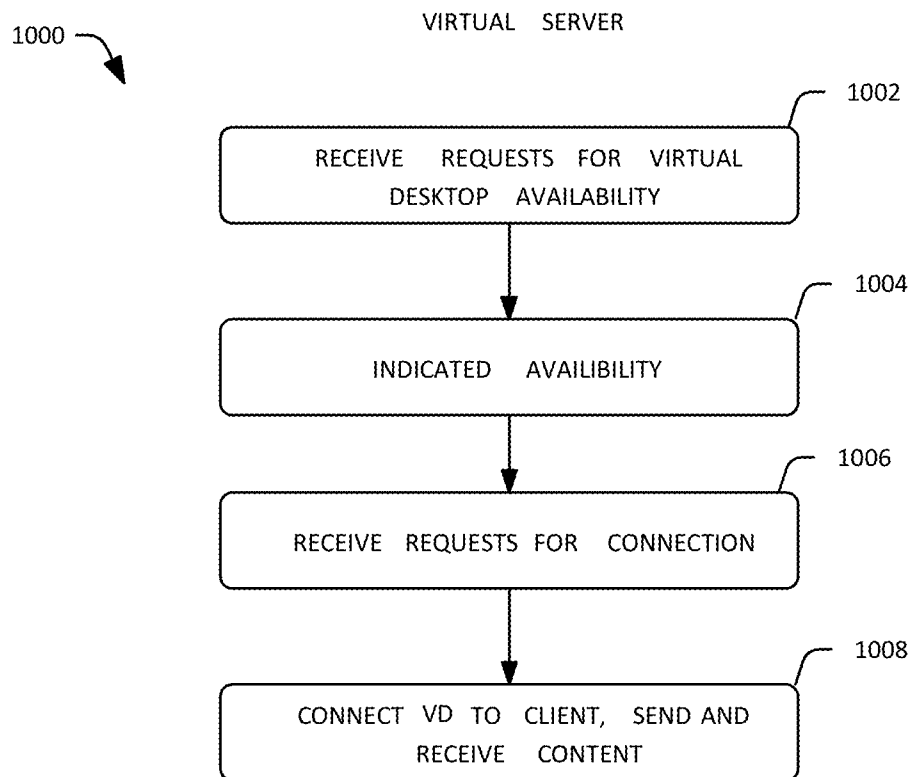 VIRTUAL SERVER
1000
1002
RECEIVE REQUESTS FOR VIRTUAL
DESKTOP AVAILABILITY
1004
INDICATED AVAILIBILITY
1006
RECEIVE REQUESTS FOR CONNECTION
1008
CONNECT VD TO CLIENT, SEND AND
RECEIVE CONTENT